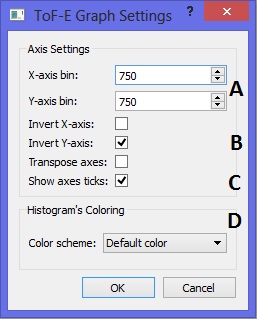 ToF-E Graph Settings ?
Axis Settings
X-axis bin: 750
A
Y-axis bin: 750
Invert X-axis:
Invert Y-axis:
B
Transpose axes:
Show axes ticks:
C
Histogram's Coloring
D
Color scheme: Default color
OK Cancel